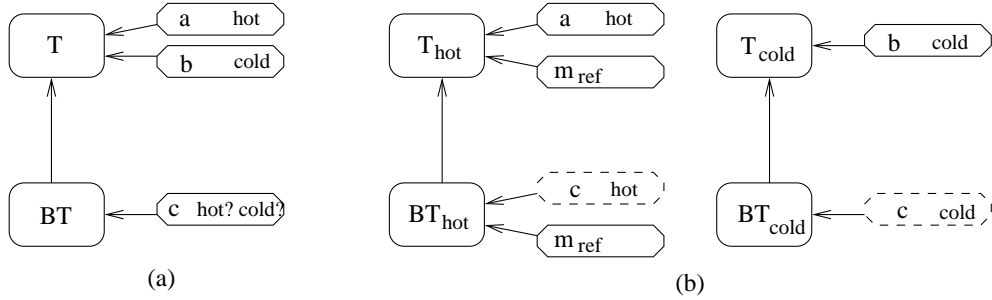 T
a hot
b cold
BT
c hot? cold?
(a)
T hot
a hot
m ref
BT hot
c hot
m ref
T cold
b cold
BT cold
c cold
(b)